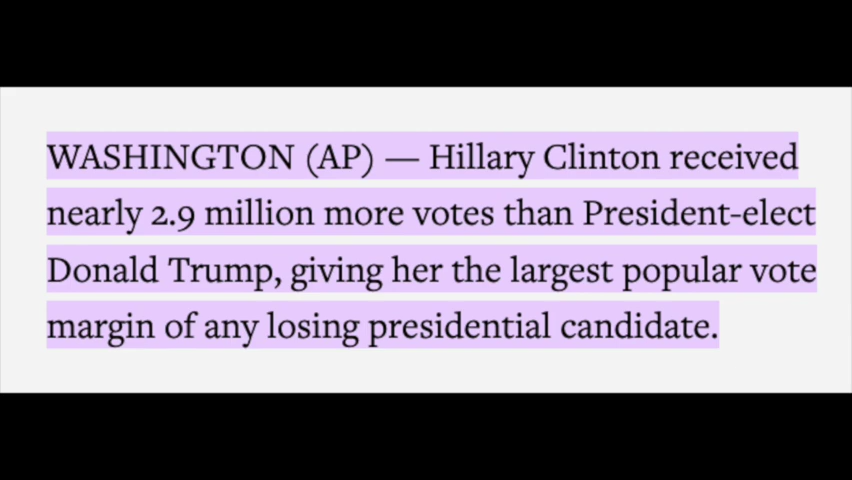 WASHINGTON (AP) — Hillary Clinton received
nearly 2.9 million more votes than President-elect
Donald Trump, giving her the largest popular vote
margin of any losing presidential candidate.